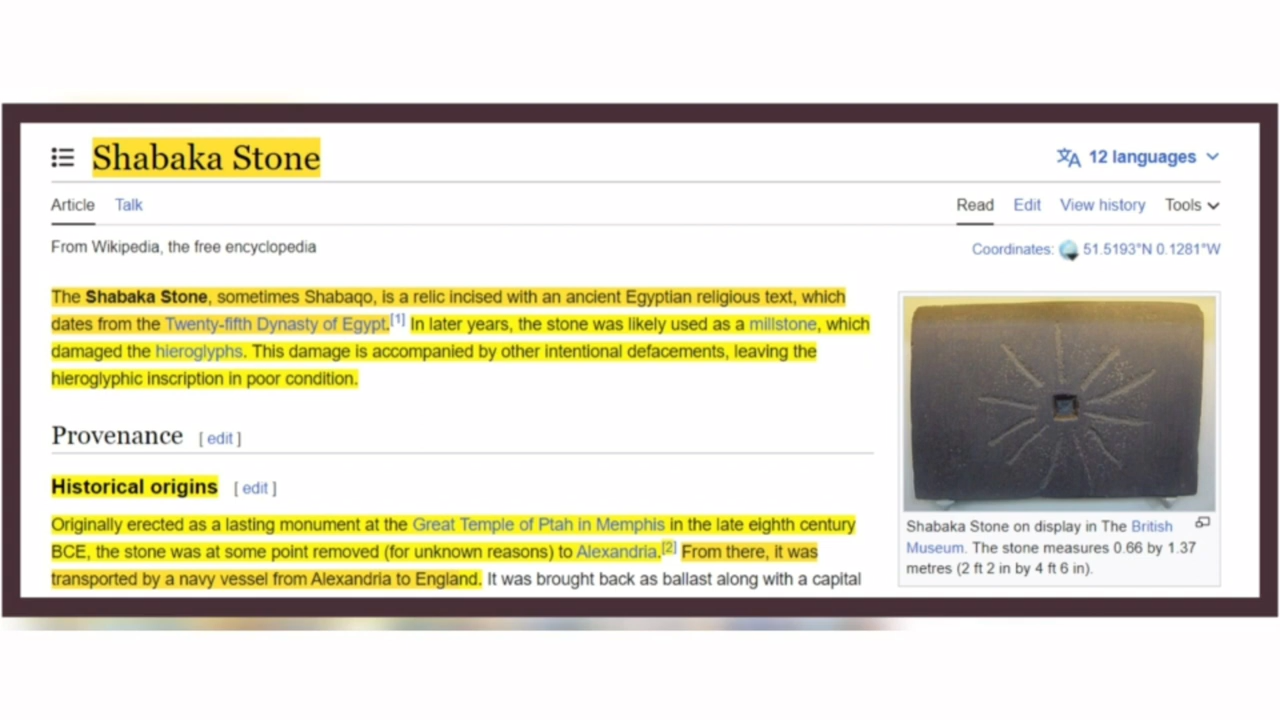 Shabaka Stone
12 languages
Article Talk
Read Edit View history Tools
From Wikipedia, the free encyclopedia
Coordinates: 51.5193°N 0.1281°W
The Shabaka Stone, sometimes Shabaqo, is a relic incised with an ancient Egyptian religious text, which
dates from the Twenty-fifth Dynasty of Egypt.[1] In later years, the stone was likely used as a millstone, which
damaged the hieroglyphs. This damage is accompanied by other intentional defacements, leaving the
hieroglyphic inscription in poor condition.
Provenance [ edit ]
Historical origins [ edit ]
Originally erected as a lasting monument at the Great Temple of Ptah in Memphis in the late eighth century
BCE, the stone was at some point removed (for unknown reasons) to Alexandria.[2] From there, it was
transported by a navy vessel from Alexandria to England. It was brought back as ballast along with a capital
Shabaka Stone on display in The British
Museum. The stone measures 0.66 by 1.37
metres (2 ft 2 in by 4 ft 6 in).